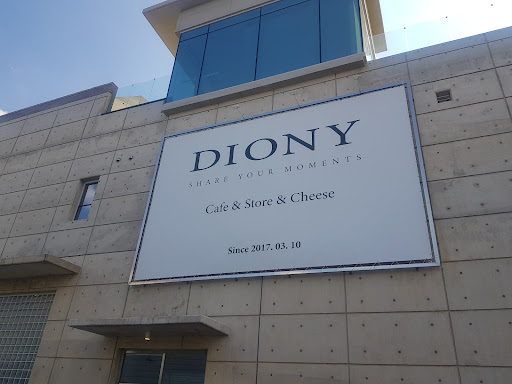 DIONY
SHARE YOUR MOMENTS
Cafe & Store & Cheese
Since 2017. 03. 10